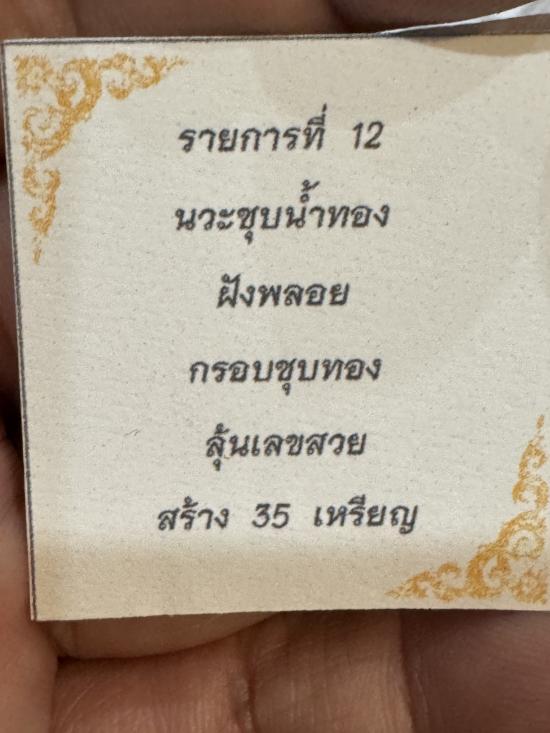 รายการที่ 12
นวะชุบน้ำทอง
ฝังพลอย
กรอบชุบทอง
ลุ้นเลขสวย
สร้าง 35 เหรียญ